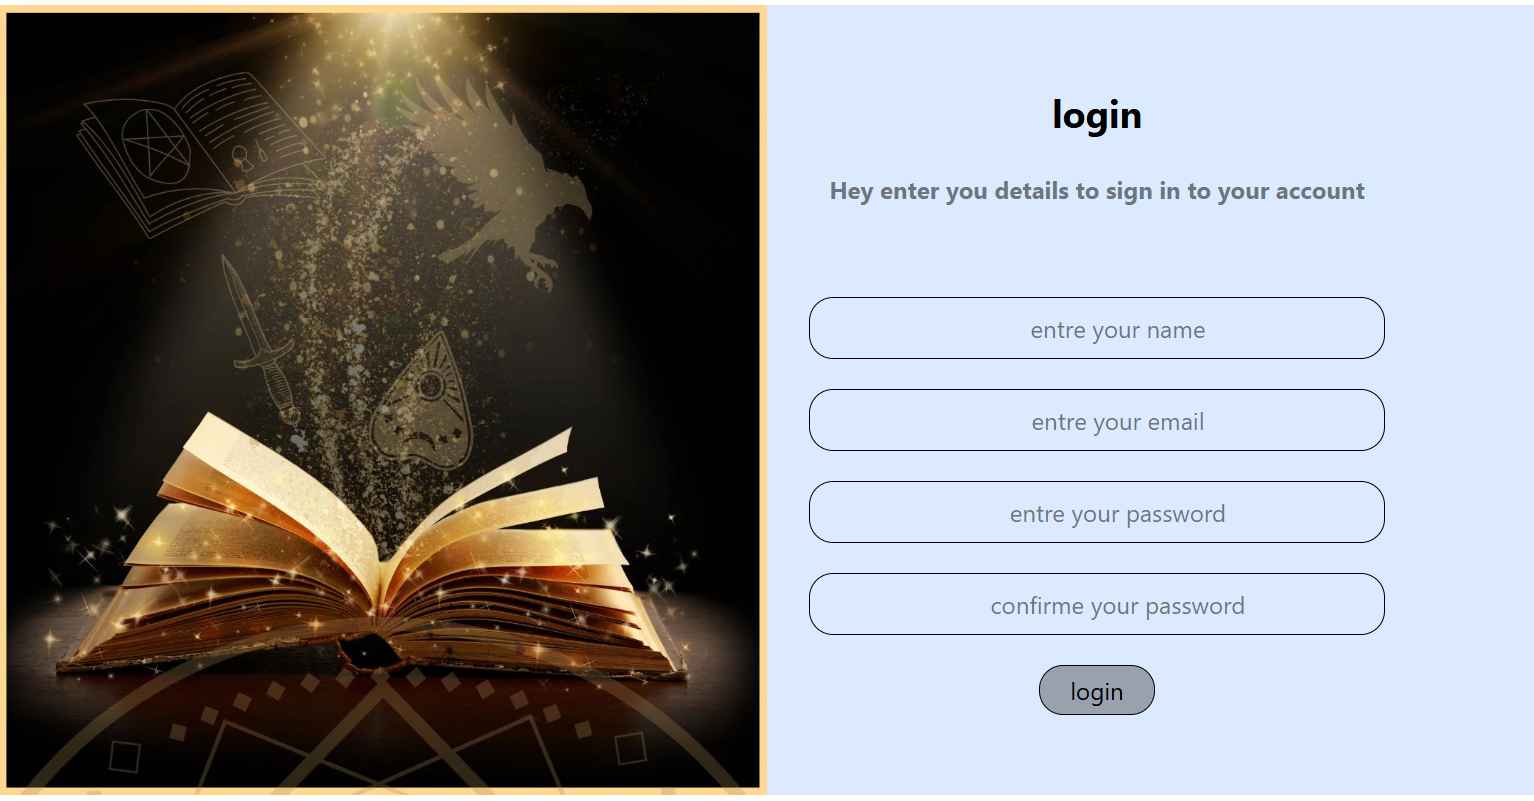 login
Hey enter you details to sign in to your account
entre your name
entre your email
entre your password
confirme your password
login